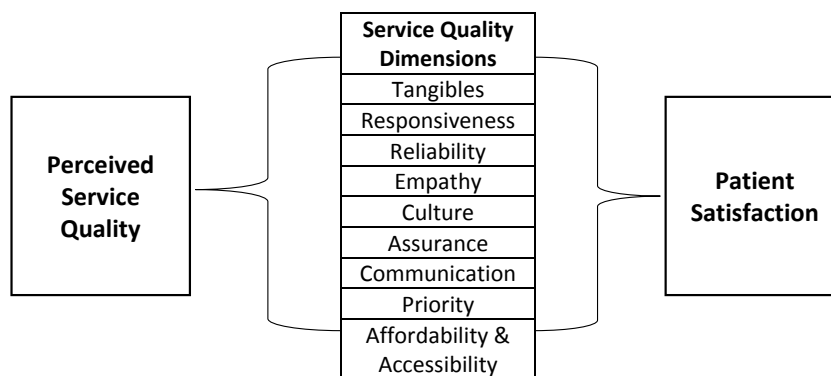 Perceived
Service
Quality
Service Quality
Dimensions
Tangibles
Responsiveness
Reliability
Empathy
Culture
Assurance
Communication
Priority
Affordability &
Accessibility
Patient
Satisfaction